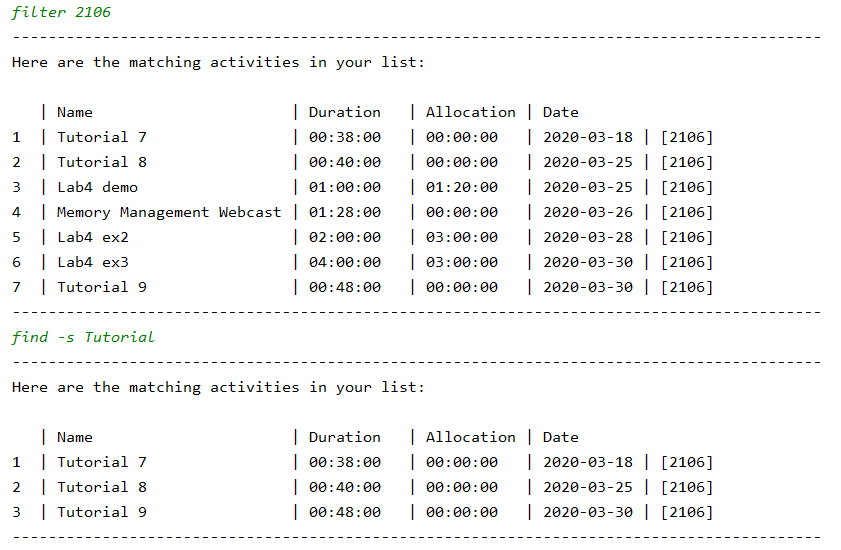 filter 2106
---------------------------------------------------------------------------------------
Here are the matching activities in your list:
   | Name                      | Duration   | Allocation | Date
1  | Tutorial 7                | 00:38:00   | 00:00:00   | 2020-03-18 | [2106]
2  | Tutorial 8                | 00:40:00   | 00:00:00   | 2020-03-25 | [2106]
3  | Lab4 demo                 | 01:00:00   | 01:20:00   | 2020-03-25 | [2106]
4  | Memory Management Webcast | 01:28:00   | 00:00:00   | 2020-03-26 | [2106]
5  | Lab4 ex2                  | 02:00:00   | 03:00:00   | 2020-03-28 | [2106]
6  | Lab4 ex3                  | 04:00:00   | 03:00:00   | 2020-03-30 | [2106]
7  | Tutorial 9                | 00:48:00   | 00:00:00   | 2020-03-30 | [2106]
---------------------------------------------------------------------------------------
find -s Tutorial
---------------------------------------------------------------------------------------
Here are the matching activities in your list:
   | Name                      | Duration   | Allocation | Date
1  | Tutorial 7                | 00:38:00   | 00:00:00   | 2020-03-18 | [2106]
2  | Tutorial 8                | 00:40:00   | 00:00:00   | 2020-03-25 | [2106]
3  | Tutorial 9                | 00:48:00   | 00:00:00   | 2020-03-30 | [2106]
---------------------------------------------------------------------------------------